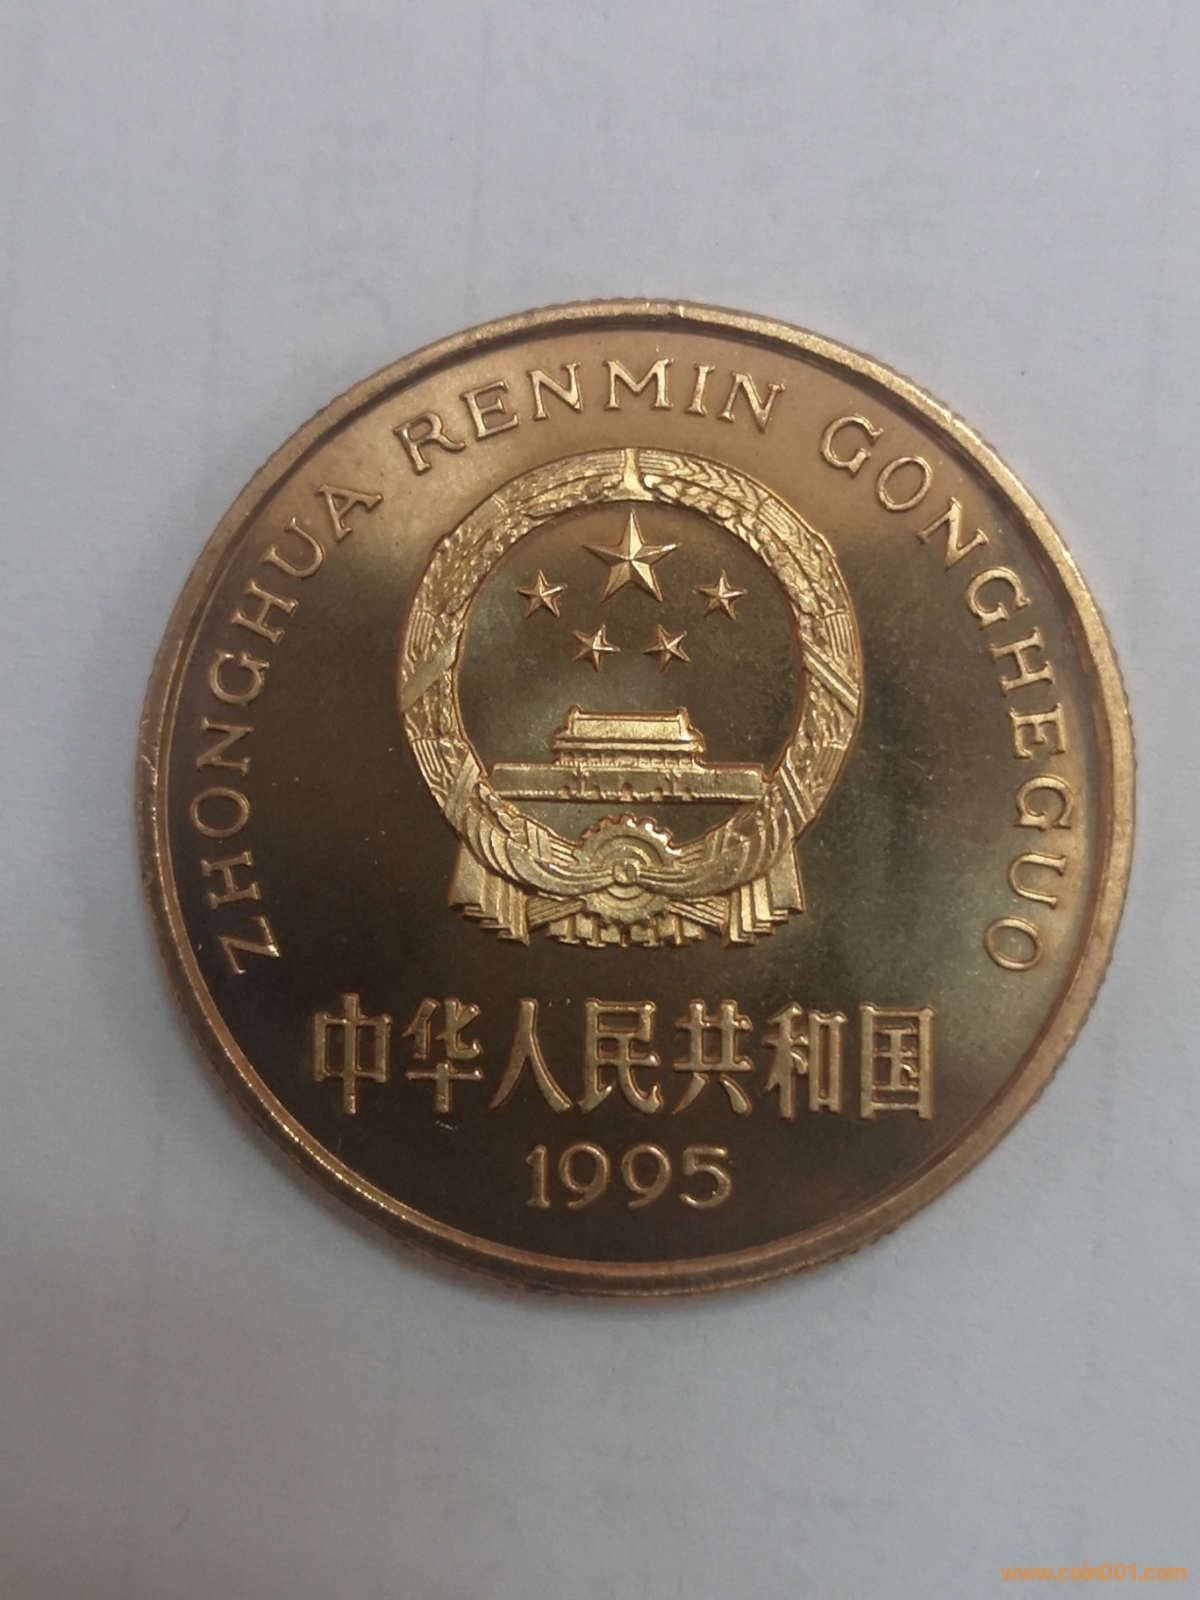 ZHONGHUA RENMIN GONGHEGUO
中华人民共和国
1995
www.coin001.com